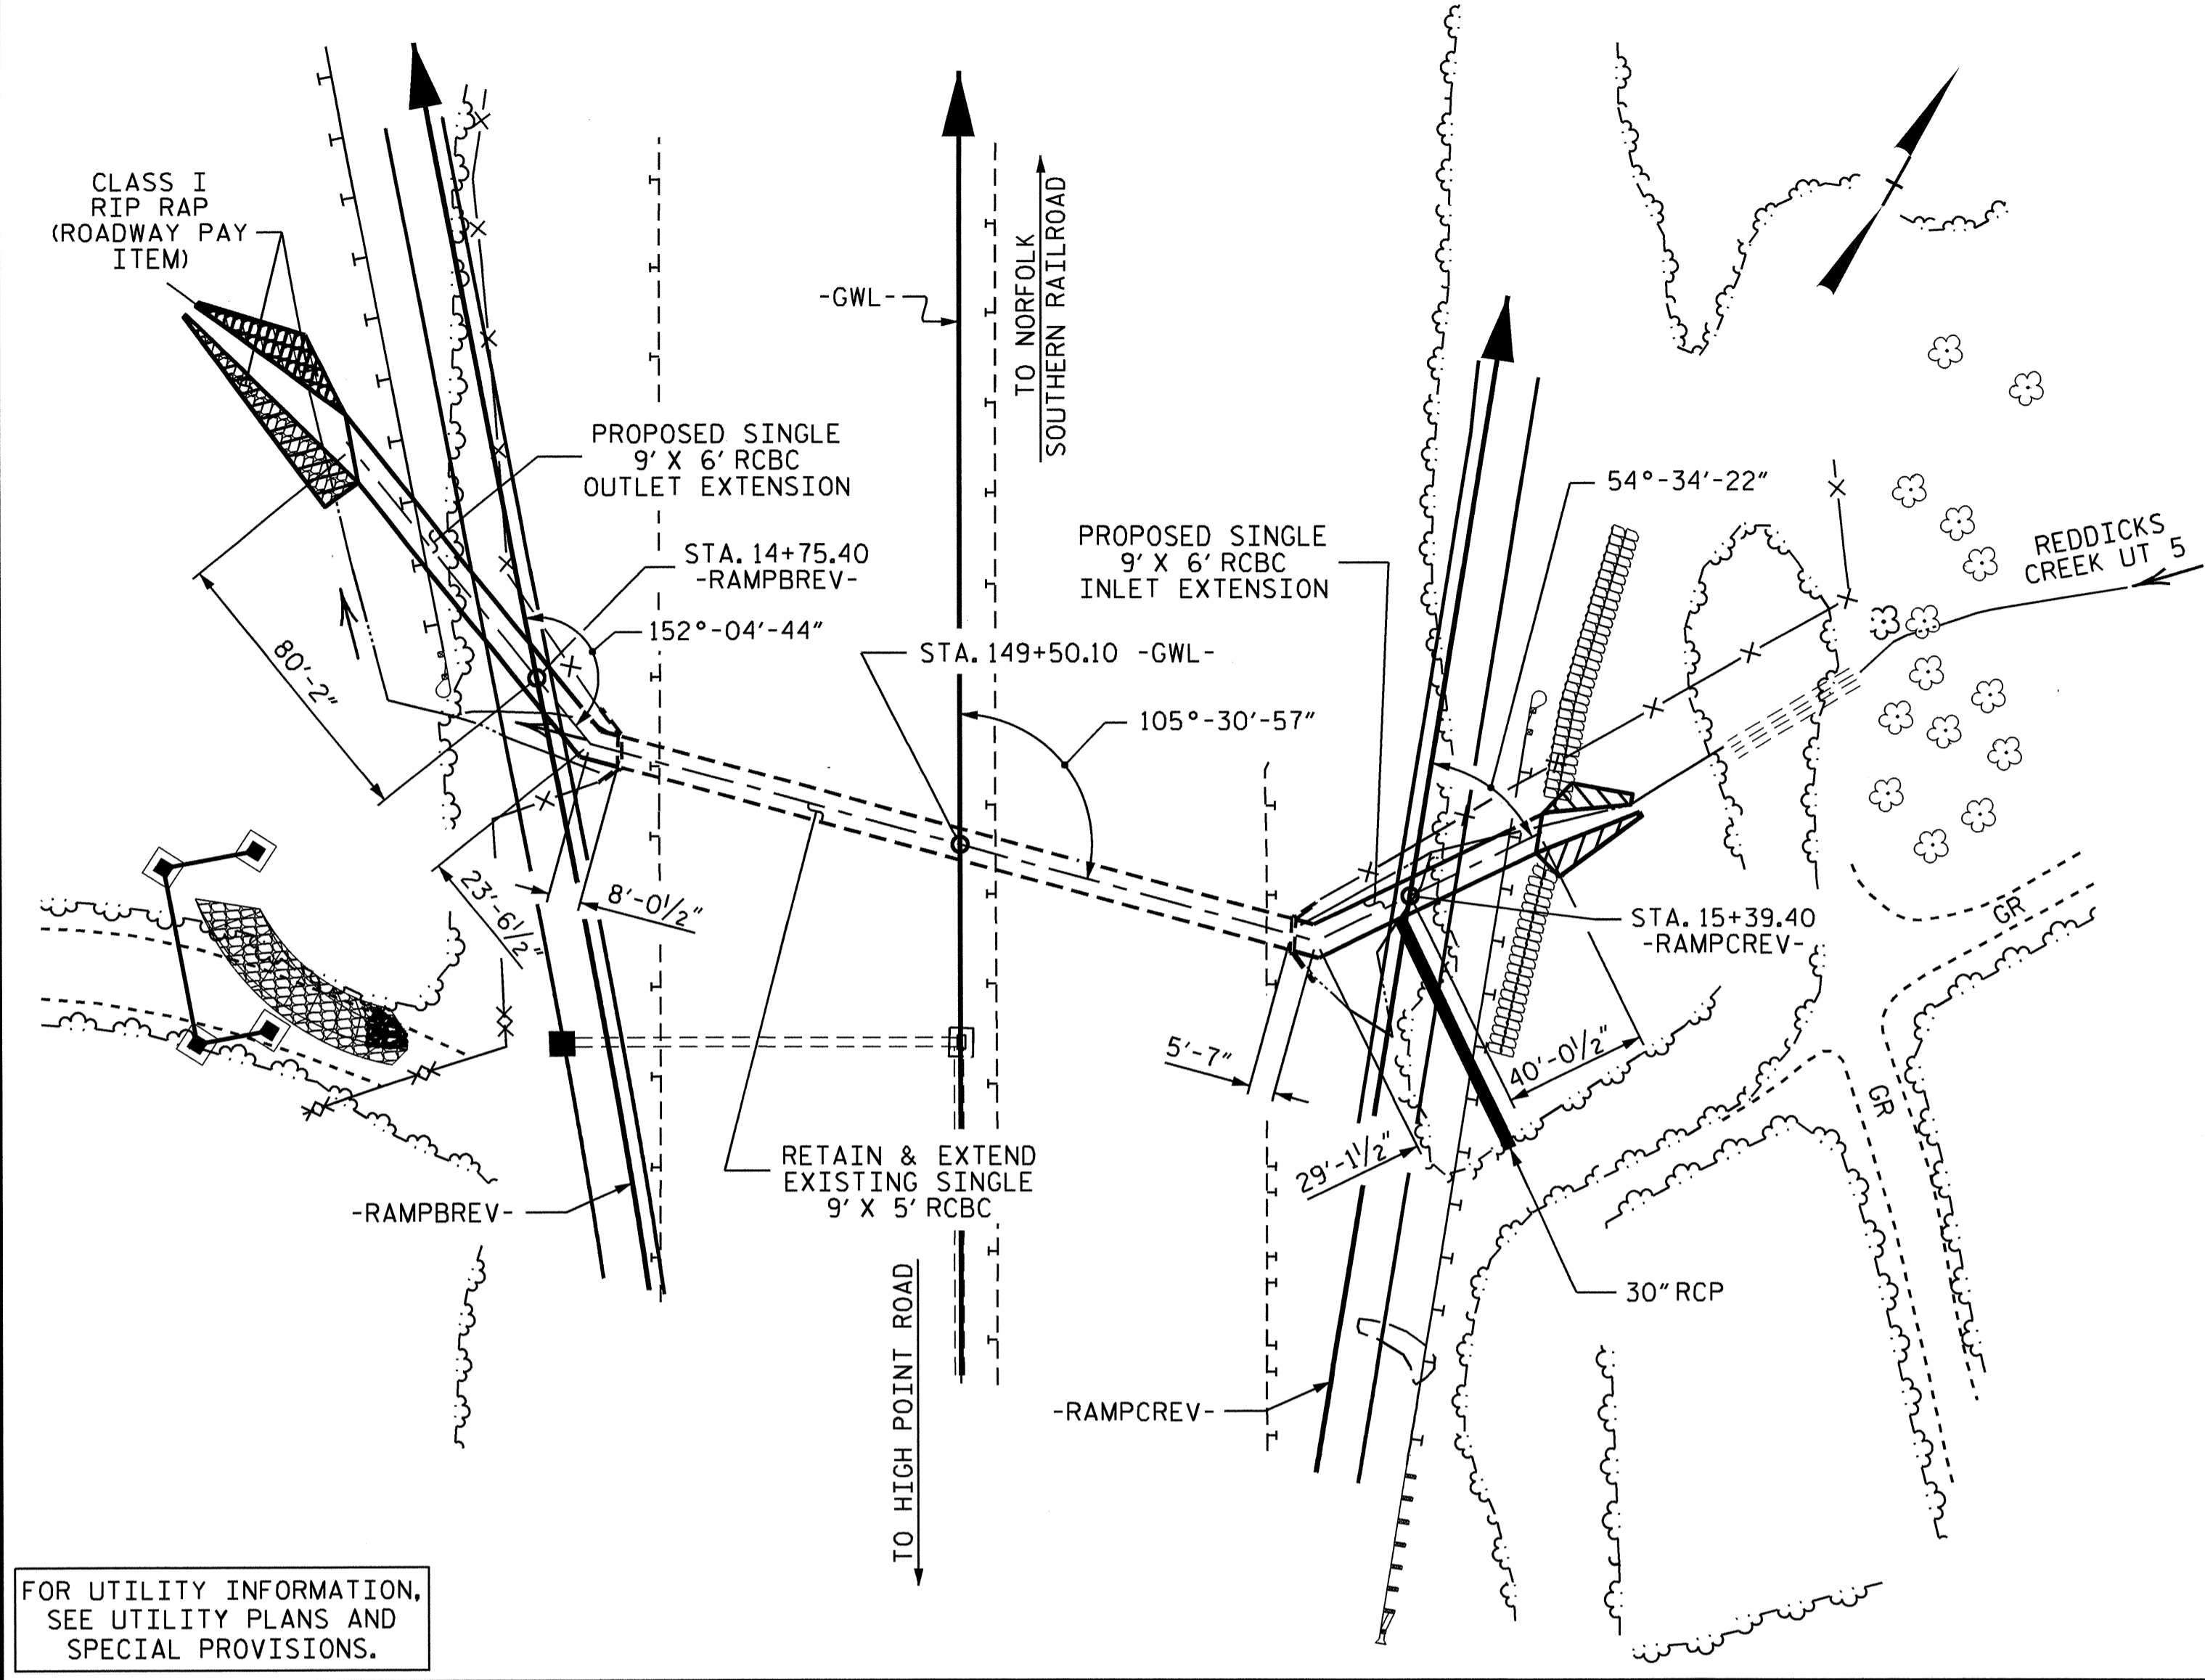 CLASS I
RIP RAP
(ROADWAY PAY
ITEM)
-GWL-
TO NORFOLK
SOUTHERN RAILROAD
PROPOSED SINGLE
9' X 6' RCBC
OUTLET EXTENSION
STA. 14+75.40
-RAMPBREV-
152°-04'-44"
PROPOSED SINGLE
9' X 6' RCBC
INLET EXTENSION
54°-34'-22"
REDDICKS
CREEK UT 5
STA. 149+50.10 -GWL-
105°-30'-57"
80'-2"
23'-6½"
8'-0½"
STA. 15+39.40
-RAMPCREV-
GR
GR
5'-7"
40'-0½"
29'-1½"
RETAIN & EXTEND
EXISTING SINGLE
9' X 5' RCBC
-RAMPBREV-
30" RCP
TO HIGH POINT ROAD
-RAMPCREV-
FOR UTILITY INFORMATION,
SEE UTILITY PLANS AND
SPECIAL PROVISIONS.